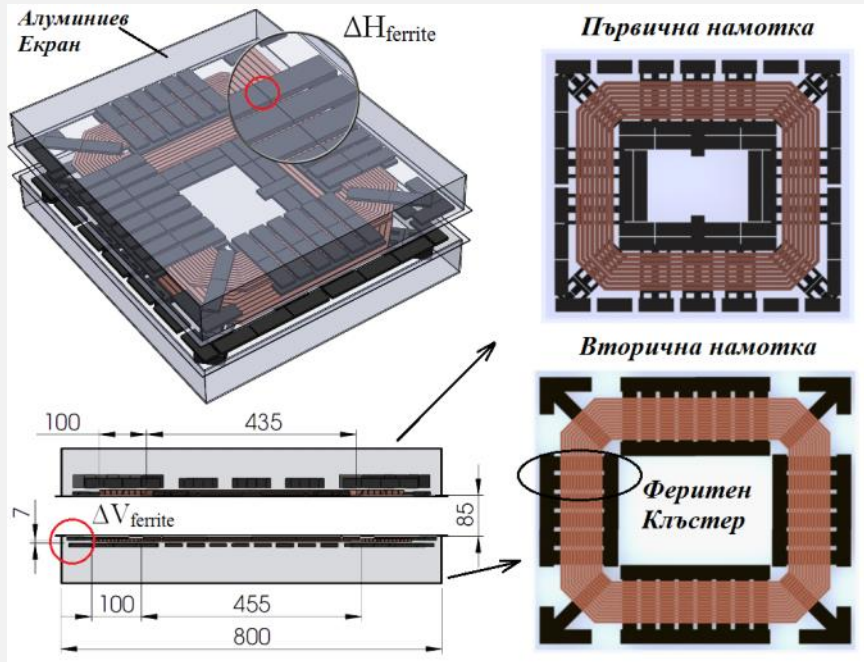 Алуминиев
Екран
ΔHferrite
Първична намотка
Вторична намотка
100
435
7
ΔVferrite
85
100
455
800
Феритен
Клъстер